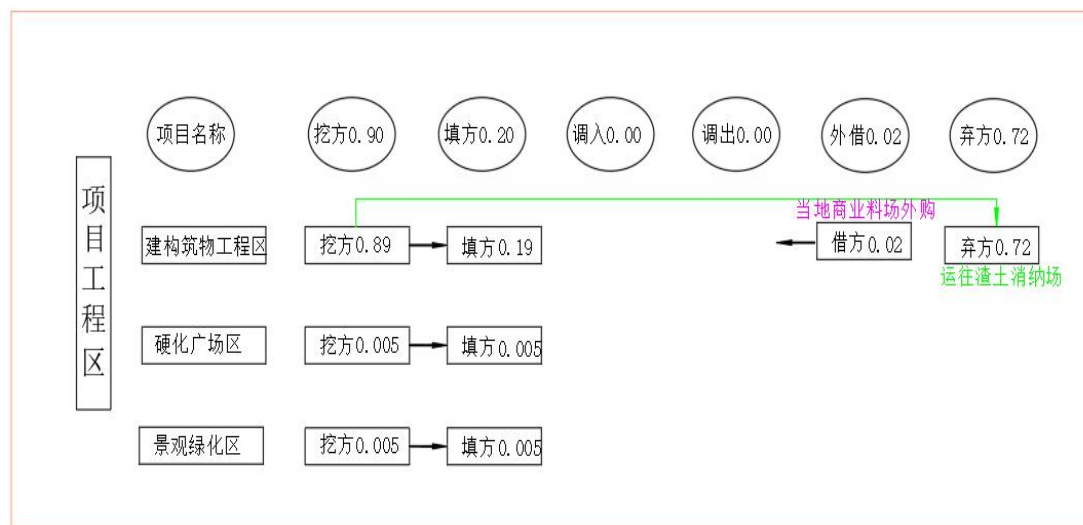 项目名称 挖方0.90 填方0.20 调入0.00 调出0.00 外借0.02 弃方0.72
项目工程区
当地商业料场外购
建构筑物工程区 挖方0.89 填方0.19 借方0.02 弃方0.72
运往渣土消纳场
硬化广场区 挖方0.005 填方0.005
景观绿化区 挖方0.005 填方0.005